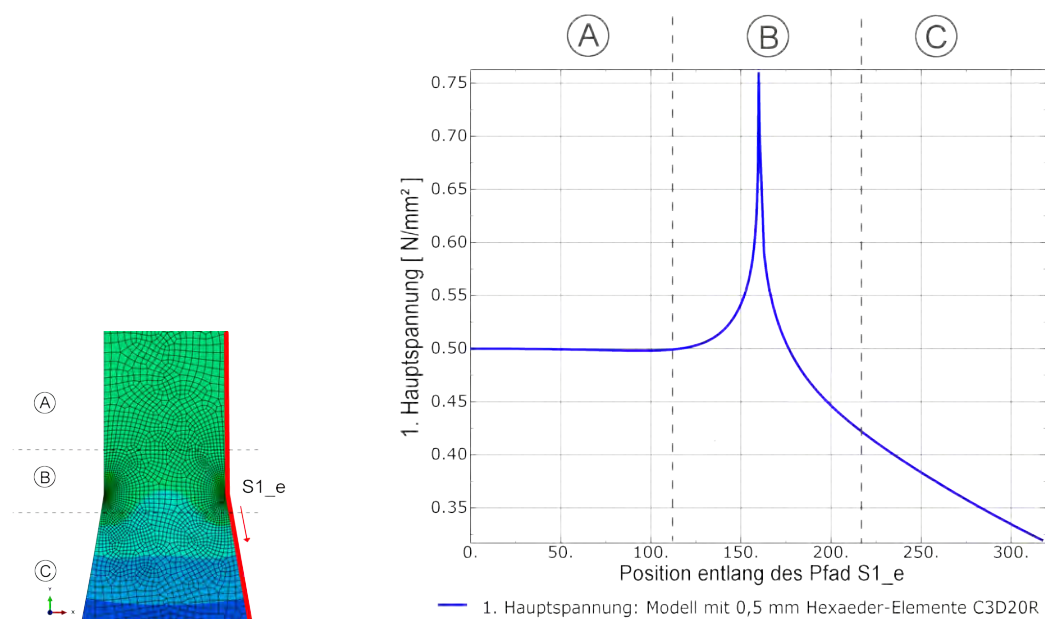 A
B
C
S1_e
Y
X
A B C
1. Hauptspannung [ N/mm² ]
0.75
0.70
0.65
0.60
0.55
0.50
0.45
0.40
0.35
0. 50. 100. 150. 200. 250. 300.
Position entlang des Pfad S1_e
1. Hauptspannung: Modell mit 0,5 mm Hexaeder-Elemente C3D20R